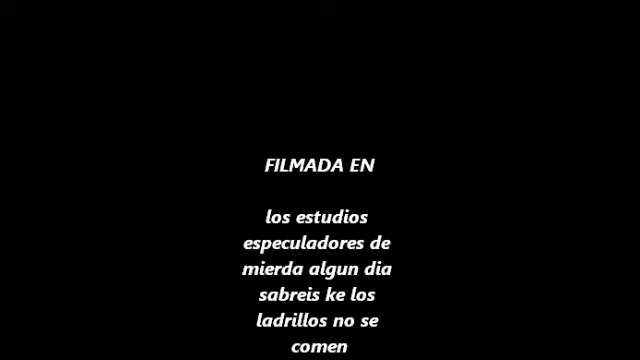 FILMADA EN
los estudios
especuladores de
mierda algun dia
sabreis ke los
ladrillos no se
comen